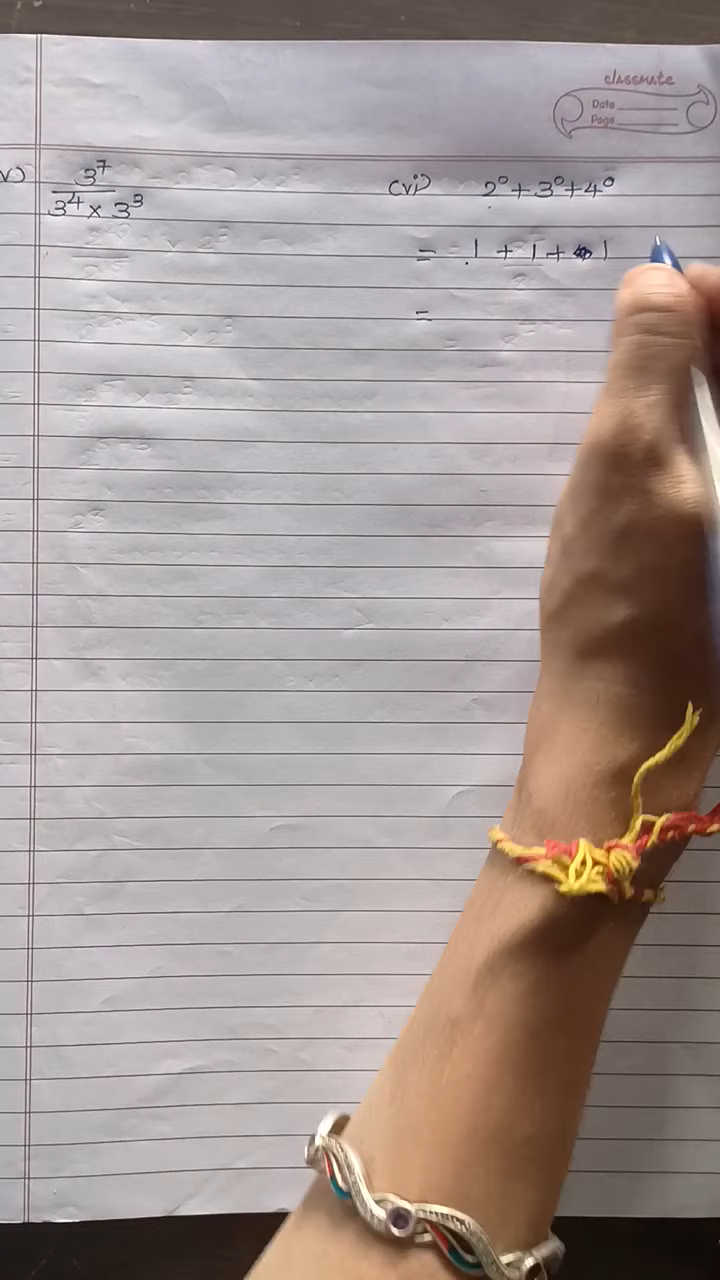 classmate
Date
Page
v) 3⁷ / 3⁴ × 3³
(vi) 2⁰ + 3⁰ + 4⁰
= 1 + 1 + 1
=